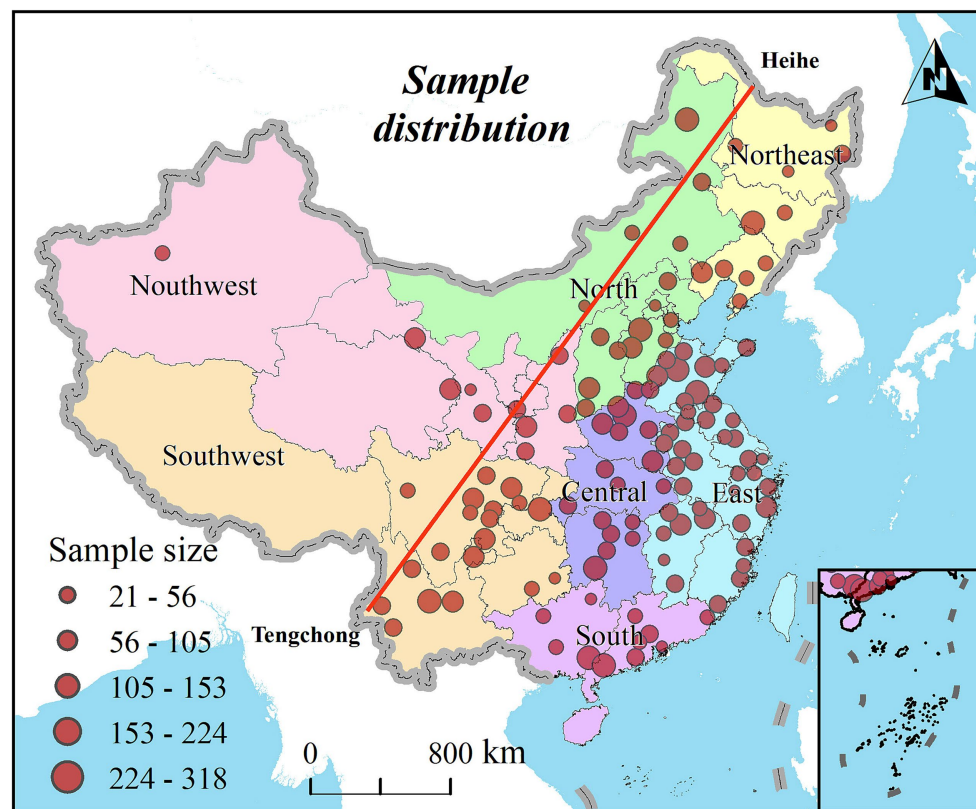 Heihe
Sample
distribution
N
Northeast
Nouthwest
North
Southwest
Central
East
Sample size
21 - 56
56 - 105
105 - 153
153 - 224
224 - 318
Tengchong
South
0
800 km